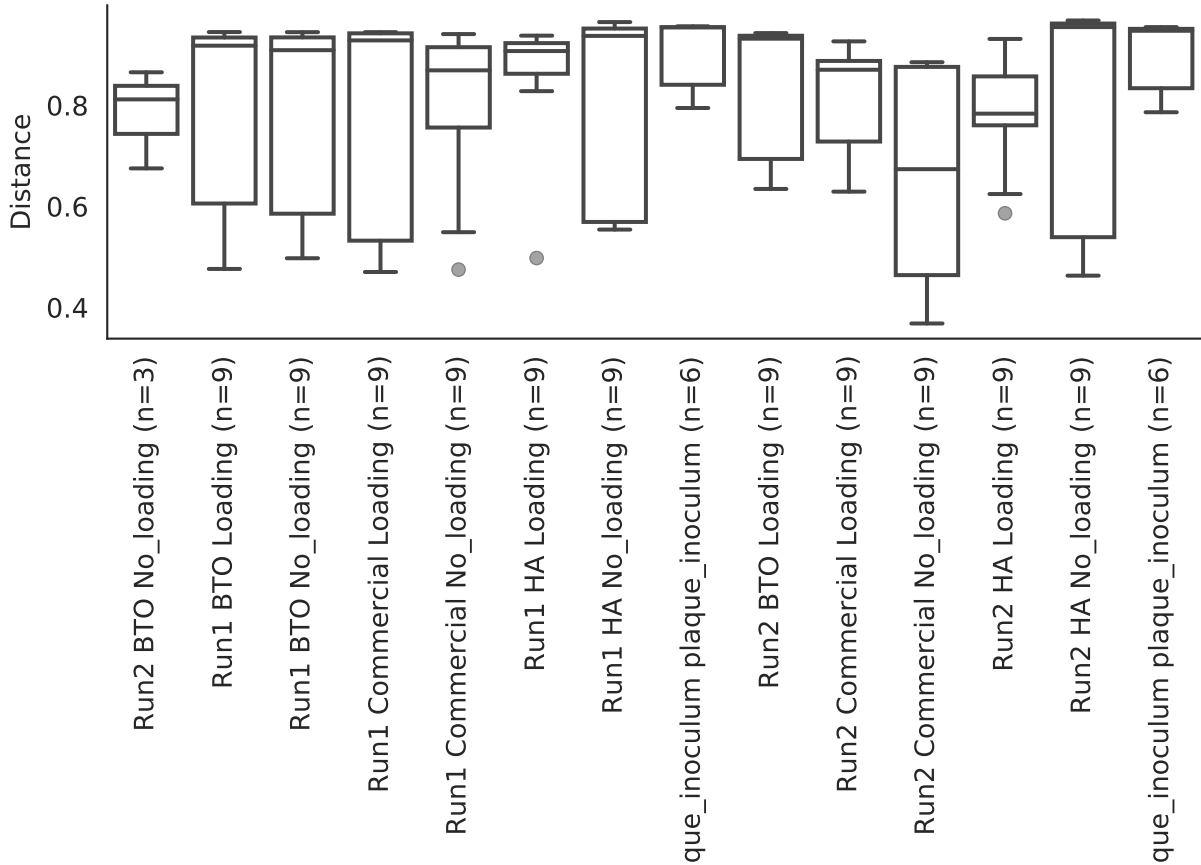 Distance
0.8
0.6
0.4
Run2 BTO No_loading (n=3)
Run1 BTO Loading (n=9)
Run1 BTO No_loading (n=9)
Run1 Commercial Loading (n=9)
Run1 Commercial No_loading (n=9)
Run1 HA Loading (n=9)
Run1 HA No_loading (n=9)
que_inoculum plaque_inoculum (n=6)
Run2 BTO Loading (n=9)
Run2 Commercial Loading (n=9)
Run2 Commercial No_loading (n=9)
Run2 HA Loading (n=9)
Run2 HA No_loading (n=9)
que_inoculum plaque_inoculum (n=6)